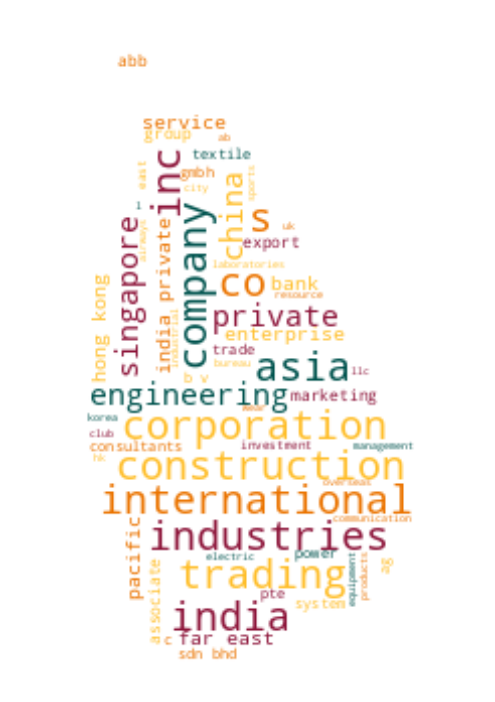 abb
service
group
ab
textile
inc
east
gmbh
city
china
sports
l
company
s
uk
singapore
airways
india private
export
laboratories
hong kong
co
bank
resource
industrial
private
enterprise
trade
bureau
asia
llc
b v
engineering
marketing
wear
korea
corporation
club
consultants
investment
management
hk
construction
overseas
international
communication
pacific
industries
electric
power
equipment
products
ag
associate
trading
pte
system
india
c
far east
sdn bhd